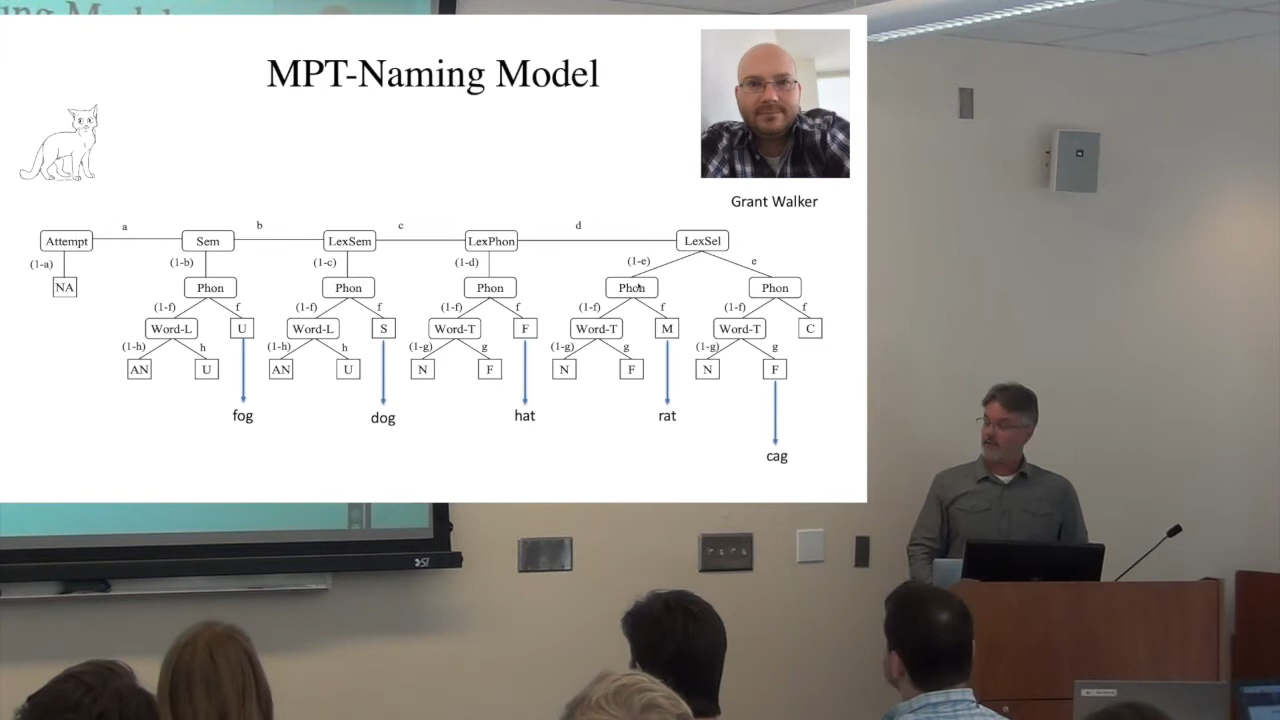 ing Model
MPT-Naming Model
Grant Walker
a b c d
Attempt Sem LexSem LexPhon LexSel
(1-a) (1-b) (1-c) (1-d) (1-e) e
NA Phon Phon Phon Phon Phon
(1-f) f (1-f) f (1-f) f (1-f) f (1-f) f
Word-L U Word-L S Word-T F Word-T M Word-T C
(1-h) h (1-h) h (1-g) g (1-g) g (1-g) g
AN U AN U N F N F N F
fog dog hat rat
cag